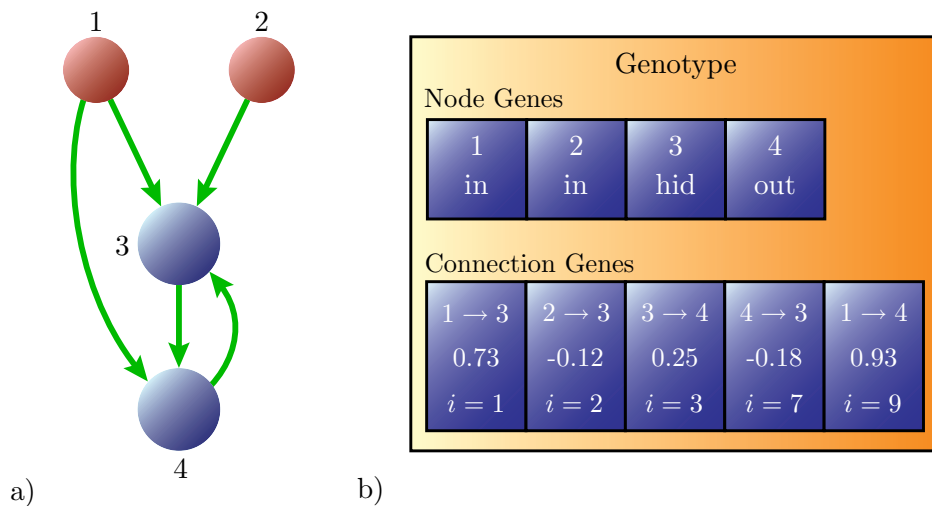 1 2
3
4
a)
Genotype
Node Genes
1 2 3 4
in in hid out
Connection Genes
1 → 3 2 → 3 3 → 4 4 → 3 1 → 4
0.73 -0.12 0.25 -0.18 0.93
i = 1 i = 2 i = 3 i = 7 i = 9
b)